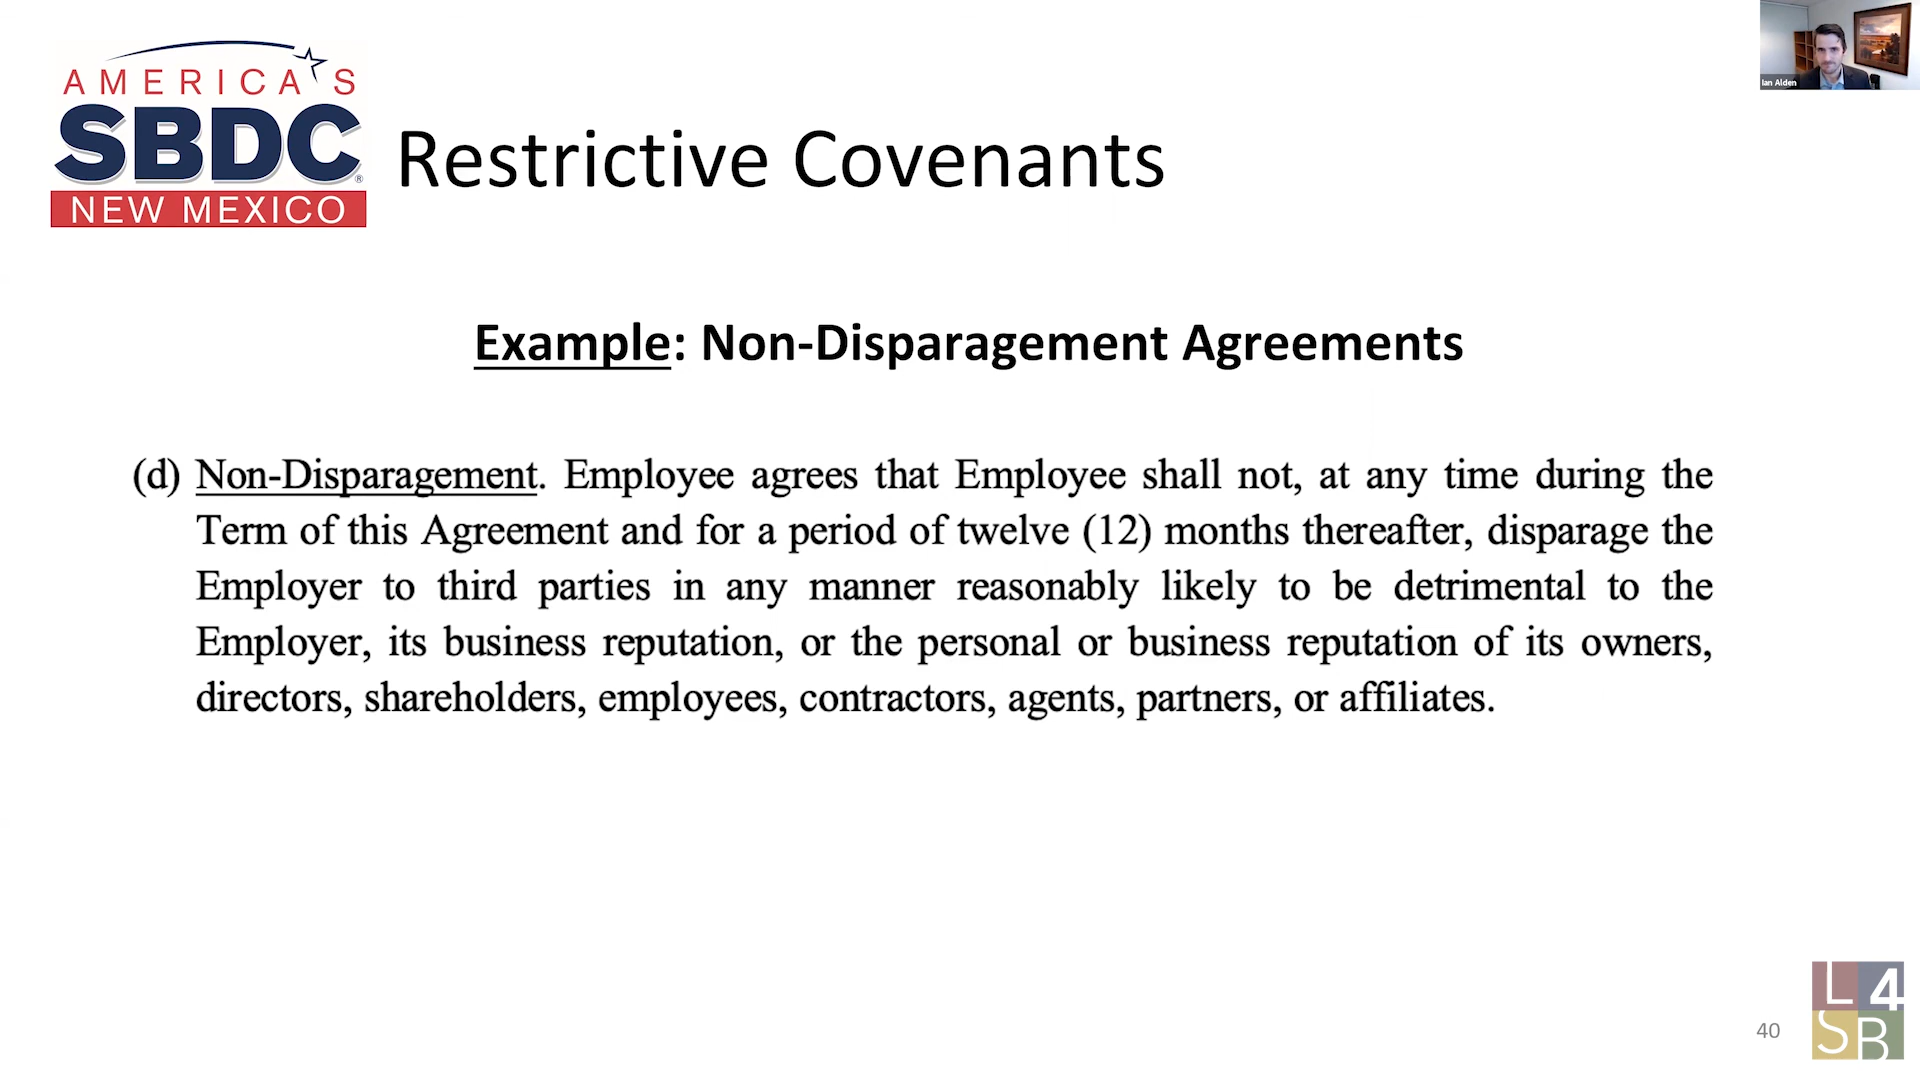 AMERICA'S
SBDC®
NEW MEXICO
Restrictive Covenants
Ian Alden
Example: Non-Disparagement Agreements
(d) Non-Disparagement. Employee agrees that Employee shall not, at any time during the
Term of this Agreement and for a period of twelve (12) months thereafter, disparage the
Employer to third parties in any manner reasonably likely to be detrimental to the
Employer, its business reputation, or the personal or business reputation of its owners,
directors, shareholders, employees, contractors, agents, partners, or affiliates.
40
L4
SB